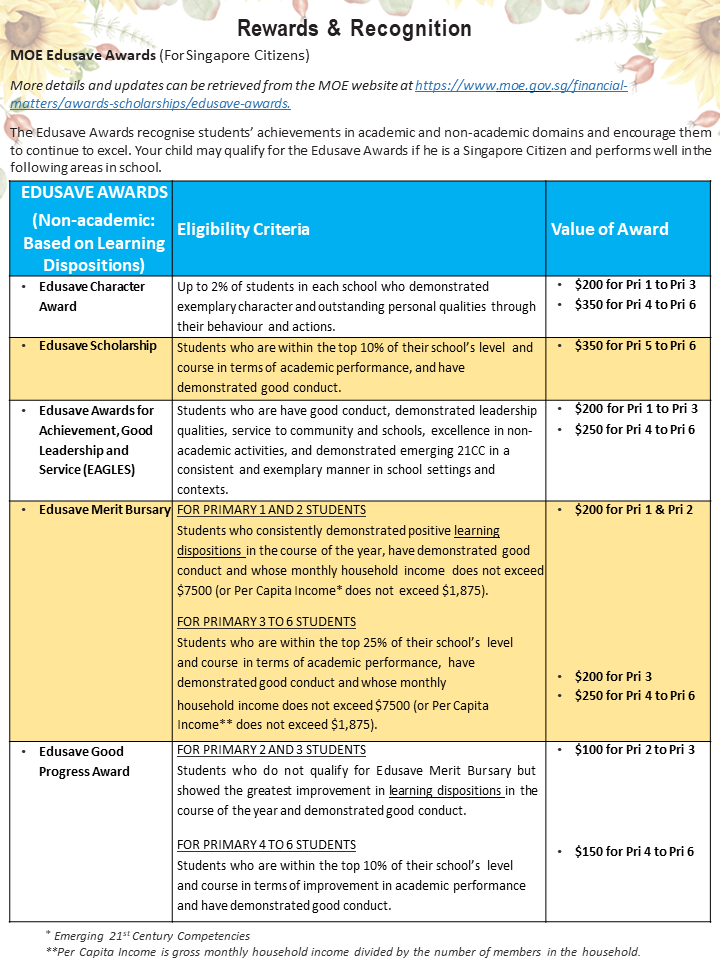 Rewards & Recognition
MOE Edusave Awards (For Singapore Citizens)
More details and updates can be retrieved from the MOE website at https://www.moe.gov.sg/financial-
matters/awards-scholarships/edusave-awards.
The Edusave Awards recognise students’ achievements in academic and non-academic domains and encourage them
to continue to excel. Your child may qualify for the Edusave Awards if he is a Singapore Citizen and performs well in the
following areas in school.
EDUSAVE AWARDS
(Non-academic:
Based on Learning
Dispositions)
Eligibility Criteria
Value of Award
• Edusave Character
Award
Up to 2% of students in each school who demonstrated
exemplary character and outstanding personal qualities through
their behaviour and actions.
• $200 for Pri 1 to Pri 3
• $350 for Pri 4 to Pri 6
• Edusave Scholarship
Students who are within the top 10% of their school’s level and
course in terms of academic performance, and have
demonstrated good conduct.
• $350 for Pri 5 to Pri 6
• Edusave Awards for
Achievement, Good
Leadership and
Service (EAGLES)
Students who are have good conduct, demonstrated leadership
qualities, service to community and schools, excellence in non-
academic activities, and demonstrated emerging 21CC in a
consistent and exemplary manner in school settings and
contexts.
• $200 for Pri 1 to Pri 3
• $250 for Pri 4 to Pri 6
• Edusave Merit Bursary
FOR PRIMARY 1 AND 2 STUDENTS
Students who consistently demonstrated positive learning
dispositions in the course of the year, have demonstrated good
conduct and whose monthly household income does not exceed
$7500 (or Per Capita Income* does not exceed $1,875).
• $200 for Pri 1 & Pri 2
FOR PRIMARY 3 TO 6 STUDENTS
Students who are within the top 25% of their school’s level
and course in terms of academic performance, have
demonstrated good conduct and whose monthly
household income does not exceed $7500 (or Per Capita
Income** does not exceed $1,875).
• $200 for Pri 3
• $250 for Pri 4 to Pri 6
• Edusave Good
Progress Award
FOR PRIMARY 2 AND 3 STUDENTS
Students who do not qualify for Edusave Merit Bursary but
showed the greatest improvement in learning dispositions in the
course of the year and demonstrated good conduct.
• $100 for Pri 2 to Pri 3
FOR PRIMARY 4 TO 6 STUDENTS
Students who are within the top 10% of their school’s level
and course in terms of improvement in academic performance
and have demonstrated good conduct.
• $150 for Pri 4 to Pri 6
* Emerging 21st Century Competencies
**Per Capita Income is gross monthly household income divided by the number of members in the household.